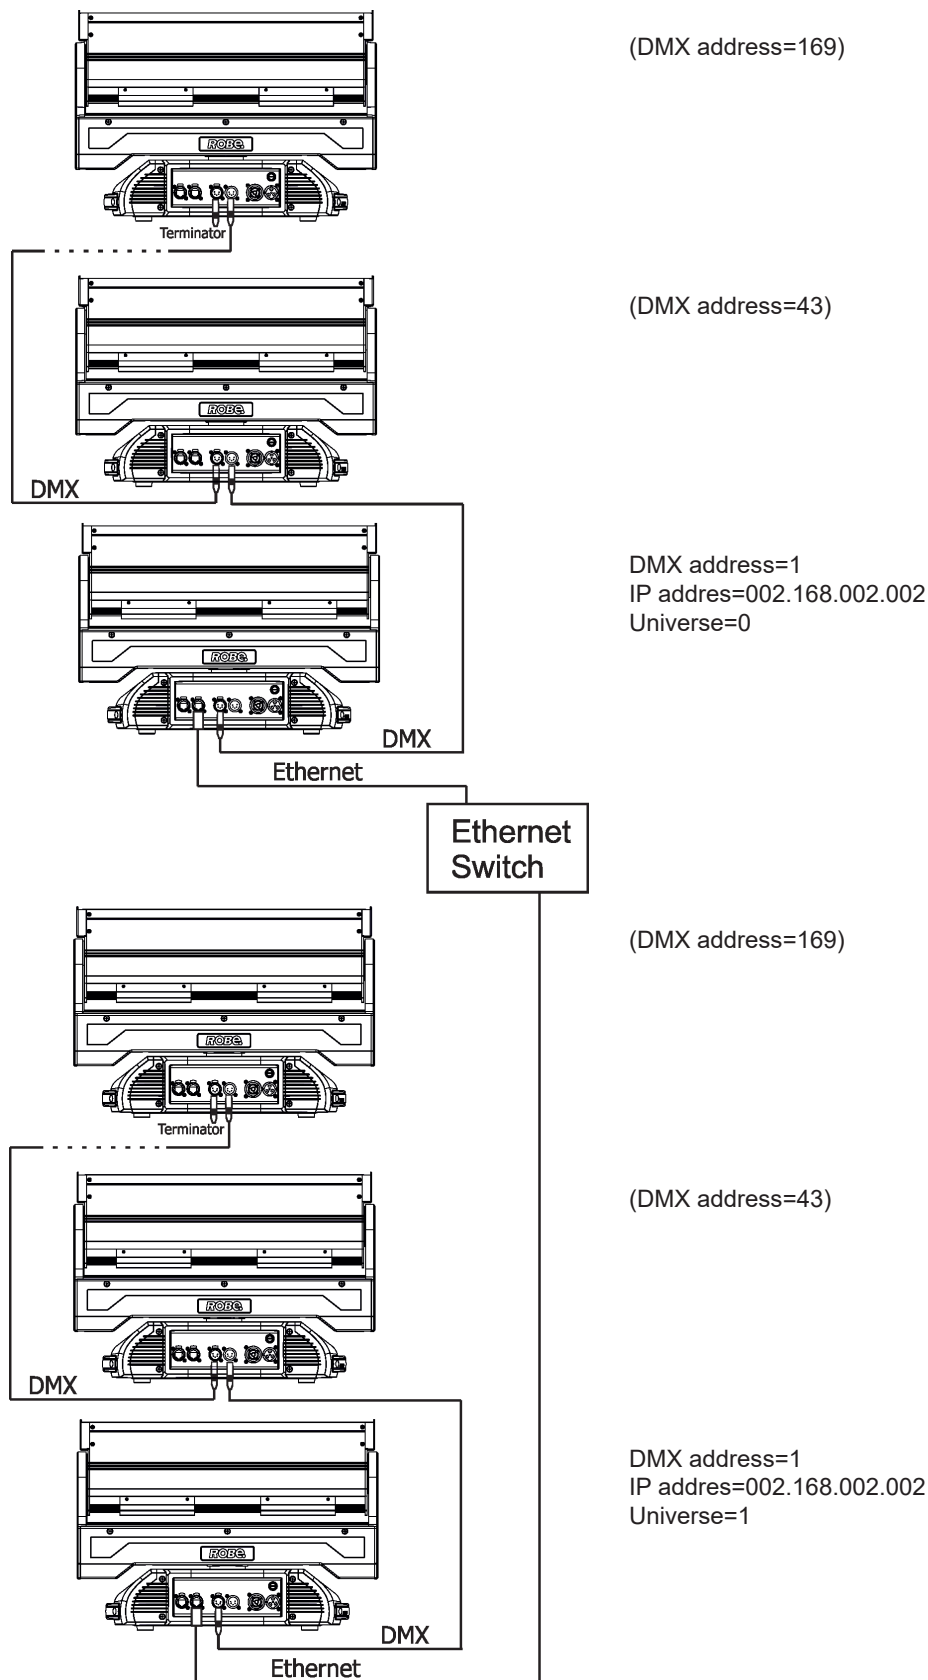 (DMX address=169)
ROBE
Terminator
(DMX address=43)
ROBE
DMX
DMX address=1
IP addres=002.168.002.002
Universe=0
ROBE
DMX
Ethernet
Ethernet
Switch
(DMX address=169)
ROBE
Terminator
(DMX address=43)
ROBE
DMX
DMX address=1
IP addres=002.168.002.002
Universe=1
ROBE
DMX
Ethernet